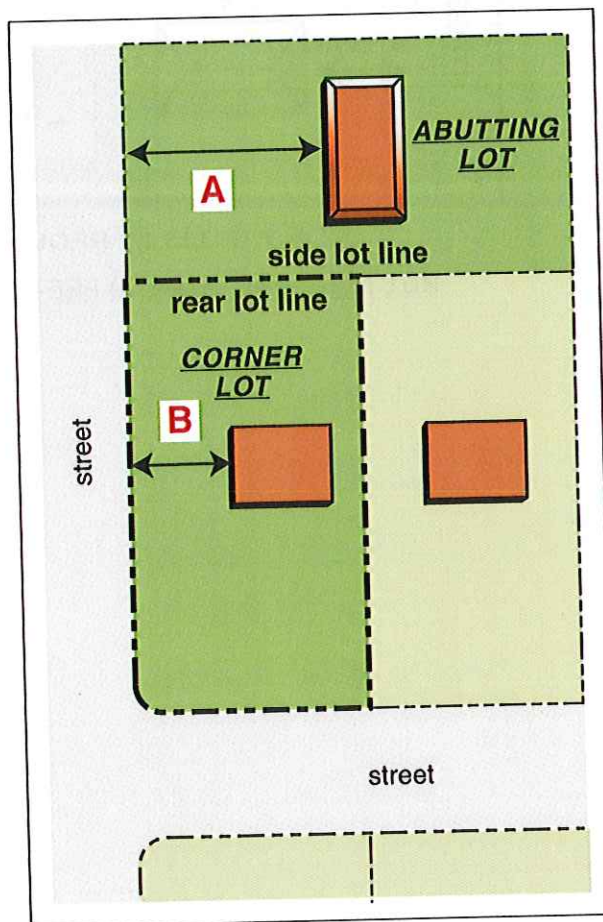 ABUTTING
LOT
A
side lot line
rear lot line
CORNER
LOT
B
street
street